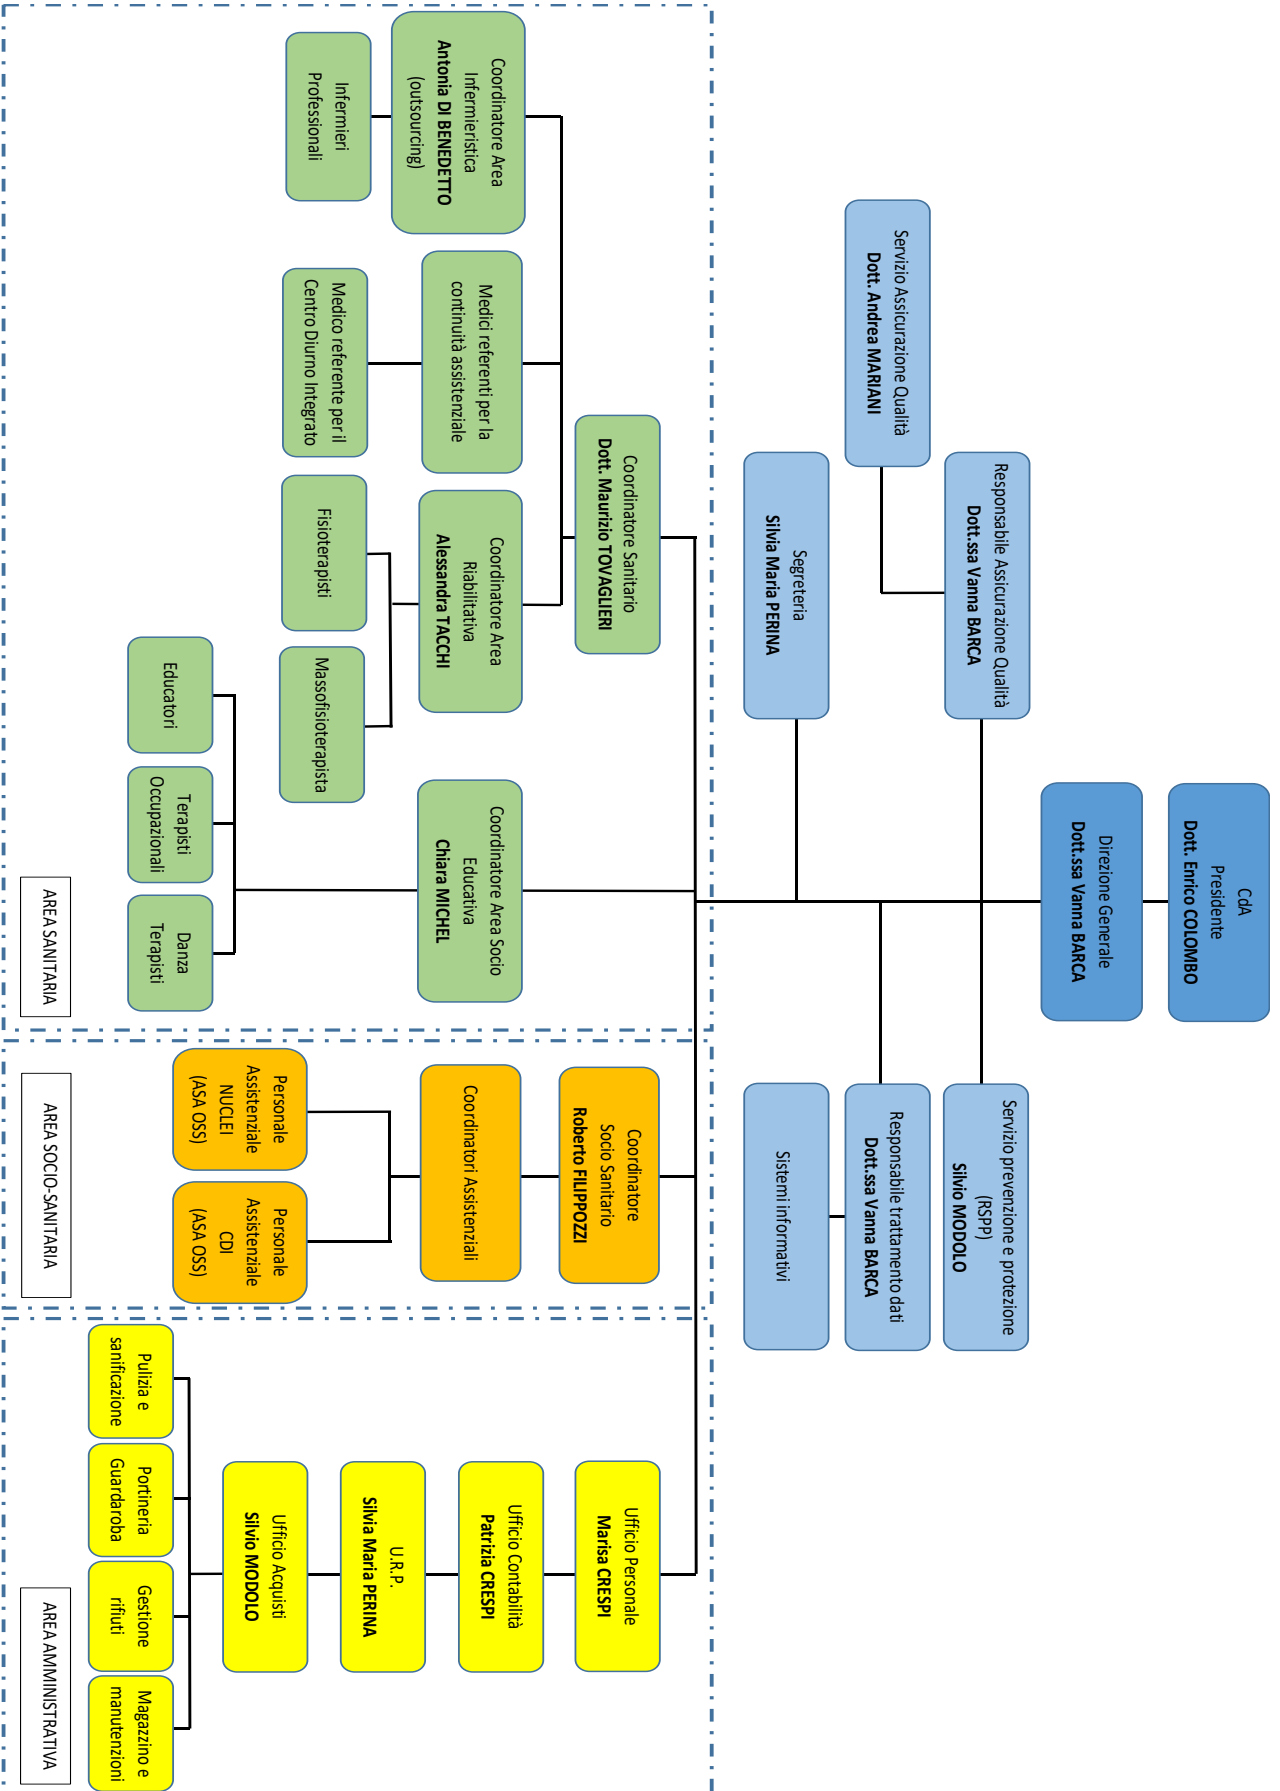 CdA
Presidente
Dott. Enrico COLOMBO
Direzione Generale
Dott.ssa Vanna BARCA
Responsabile Assicurazione Qualità
Dott.ssa Vanna BARCA
Servizio prevenzione e protezione
(RSPP)
Silvio MODOLO
Servizio Assicurazione Qualità
Dott. Andrea MARIANI
Responsabile trattamento dati
Dott.ssa Vanna BARCA
Segreteria
Silvia Maria PERINA
Sistemi informativi
Coordinatore Sanitario
Dott. Maurizio TOVAGLIERI
Coordinatore Area
Infermieristica
Antonia DI BENEDETTO
(outsourcing)
Medici referenti per la
continuità assistenziale
Coordinatore Area
Riabilitativa
Alessandra TACCHI
Coordinatore Area Socio
Educativa
Chiara MICHEL
Infermieri
Professionali
Medico referente per il
Centro Diurno Integrato
Fisioterapisti
Massofisioterapista
Educatori
Terapisti
Occupazionali
Danza
Terapisti
AREA SANITARIA
Coordinatore
Socio Sanitario
Roberto FILIPPOZZI
Coordinatori Assistenziali
Personale
Assistenziale
NUCLEI
(ASA OSS)
Personale
Assistenziale
CDI
(ASA OSS)
AREA SOCIO-SANITARIA
Ufficio Personale
Marisa CRESPI
Ufficio Contabilità
Patrizia CRESPI
U.R.P.
Silvia Maria PERINA
Ufficio Acquisti
Silvio MODOLO
Pulizia e
sanificazione
Portineria
Guardaroba
Gestione
rifiuti
Magazzino e
manutenzioni
AREA AMMINISTRATIVA